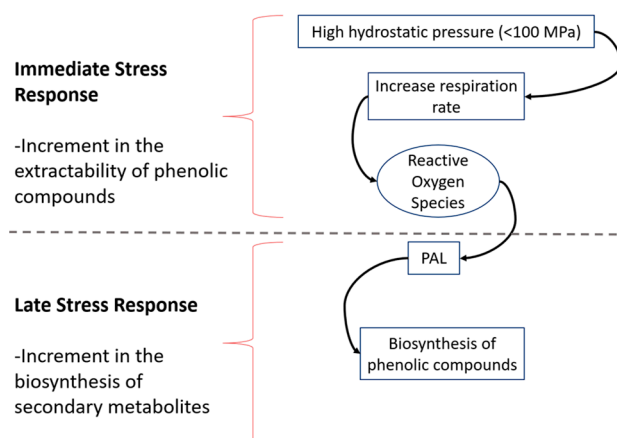 High hydrostatic pressure (<100 MPa)
Immediate Stress
Response
-Increment in the
extractability of phenolic
compounds
Increase respiration
rate
Reactive
Oxygen
Species
PAL
Late Stress Response
-Increment in the
biosynthesis of
secondary metabolites
Biosynthesis of
phenolic compounds